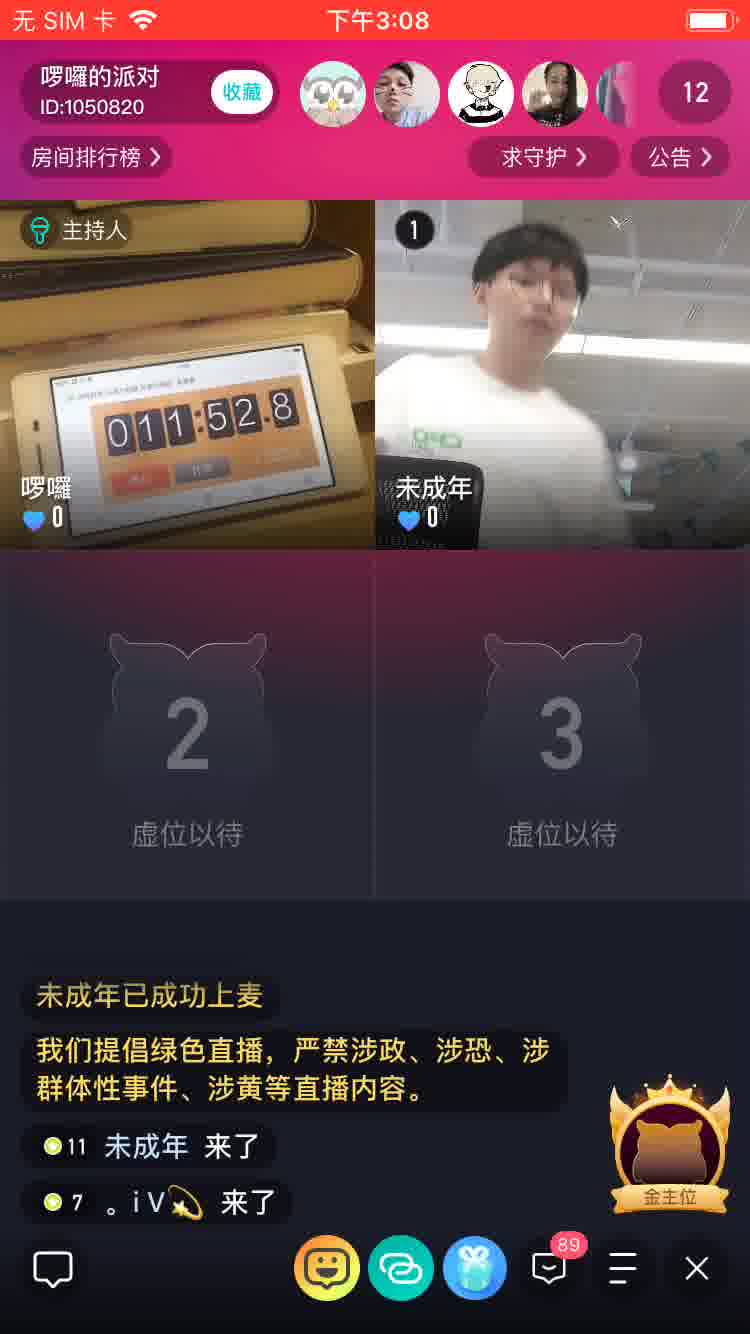 无 SIM 卡
下午3:08
啰囉的派对
ID:1050820
收藏
12
房间排行榜
求守护
公告
主持人
1
011:52.8
啰囉
0
未成年
0
2
3
虚位以待
虚位以待
未成年已成功上麦
我们提倡绿色直播，严禁涉政、涉恐、涉
群体性事件、涉黄等直播内容。
11 未成年 来了
7 。iV💫 来了
金主位
89